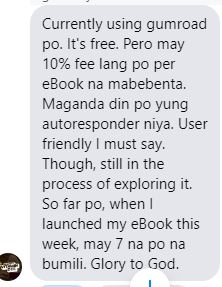 Currently using gumroad
po. It's free. Pero may
10% fee lang po per
eBook na mabebenta.
Maganda din po yung
autoresponder niya. User
friendly I must say.
Though, still in the
process of exploring it.
So far po, when I
launched my eBook this
week, may 7 na po na
bumili. Glory to God.